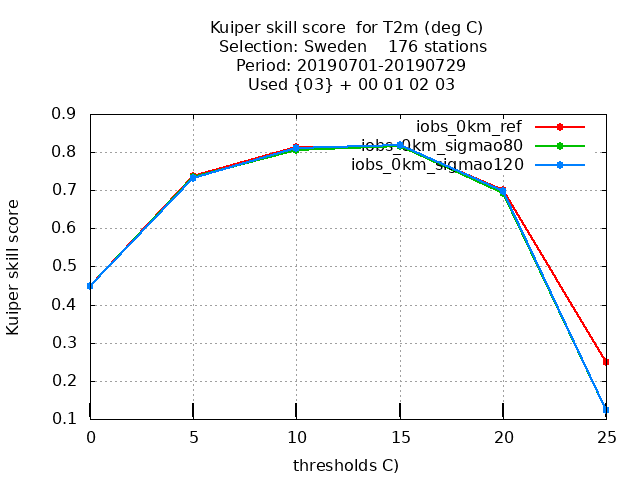 Kuiper skill score  for T2m (deg C)
Selection: Sweden    176 stations
Period: 20190701-20190729
Used {03} + 00 01 02 03
iobs_0km_ref
iobs_0km_sigmao80
iobs_0km_sigmao120
Kuiper skill score
0.9
0.8
0.7
0.6
0.5
0.4
0.3
0.2
0.1
0 5 10 15 20 25
thresholds C)